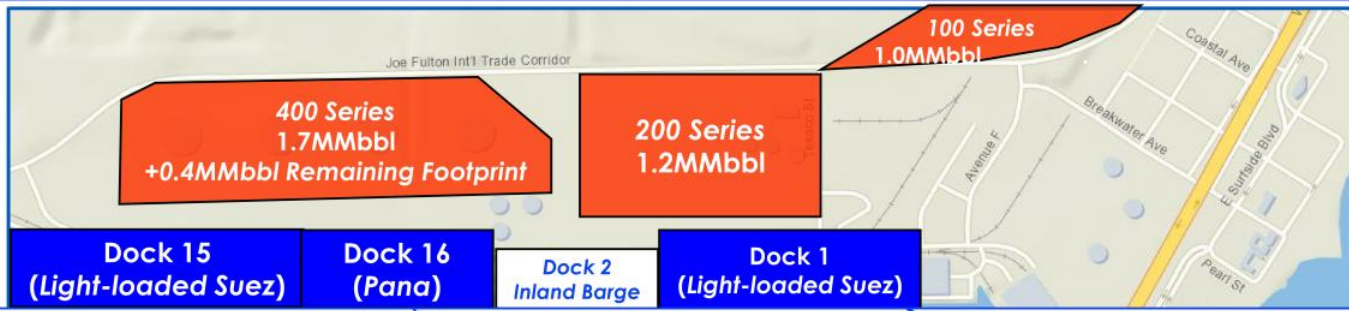 100 Series
1.0MMbbl
Coastal Ave
Joe Fulton Int'l Trade Corridor
400 Series
1.7MMbbl
+0.4MMbbl Remaining Footprint
200 Series
1.2MMbbl
Texaco St
Breakwater Ave
Avenue F
E Surfside Blvd
Pearl St
Dock 15
(Light-loaded Suez)
Dock 16
(Pana)
Dock 2
Inland Barge
Dock 1
(Light-loaded Suez)